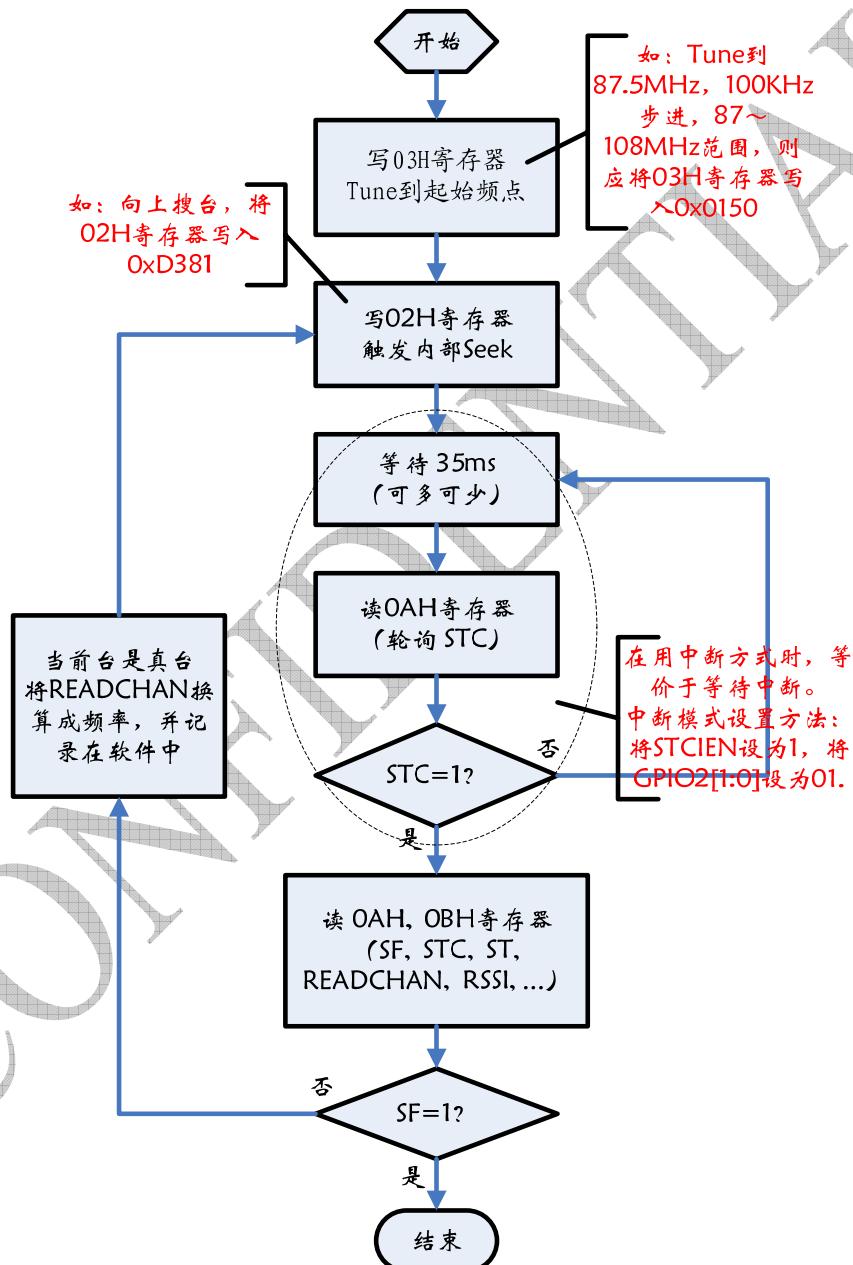 开始
如：Tune到
87.5MHz，100KHz
步进，87～
108MHz范围，则
应将03H寄存器写
入0x0150
写03H寄存器
Tune到起始频点
如：向上搜台，将
02H寄存器写入
0xD381
写02H寄存器
触发内部Seek
等待 35ms
（可多可少）
读0AH寄存器
（轮询 STC）
当前台是真台
将READCHAN换
算成频率，并记
录在软件中
在用中断方式时，等
价于等待中断。
中断模式设置方法：
将STCIEN设为1，将
GPIO2[1:0]设为01.
否
STC=1?
是
读 0AH, 0BH寄存器
（SF, STC, ST,
READCHAN, RSSI, ...）
否
SF=1?
是
结束
CONFIDENTIAL